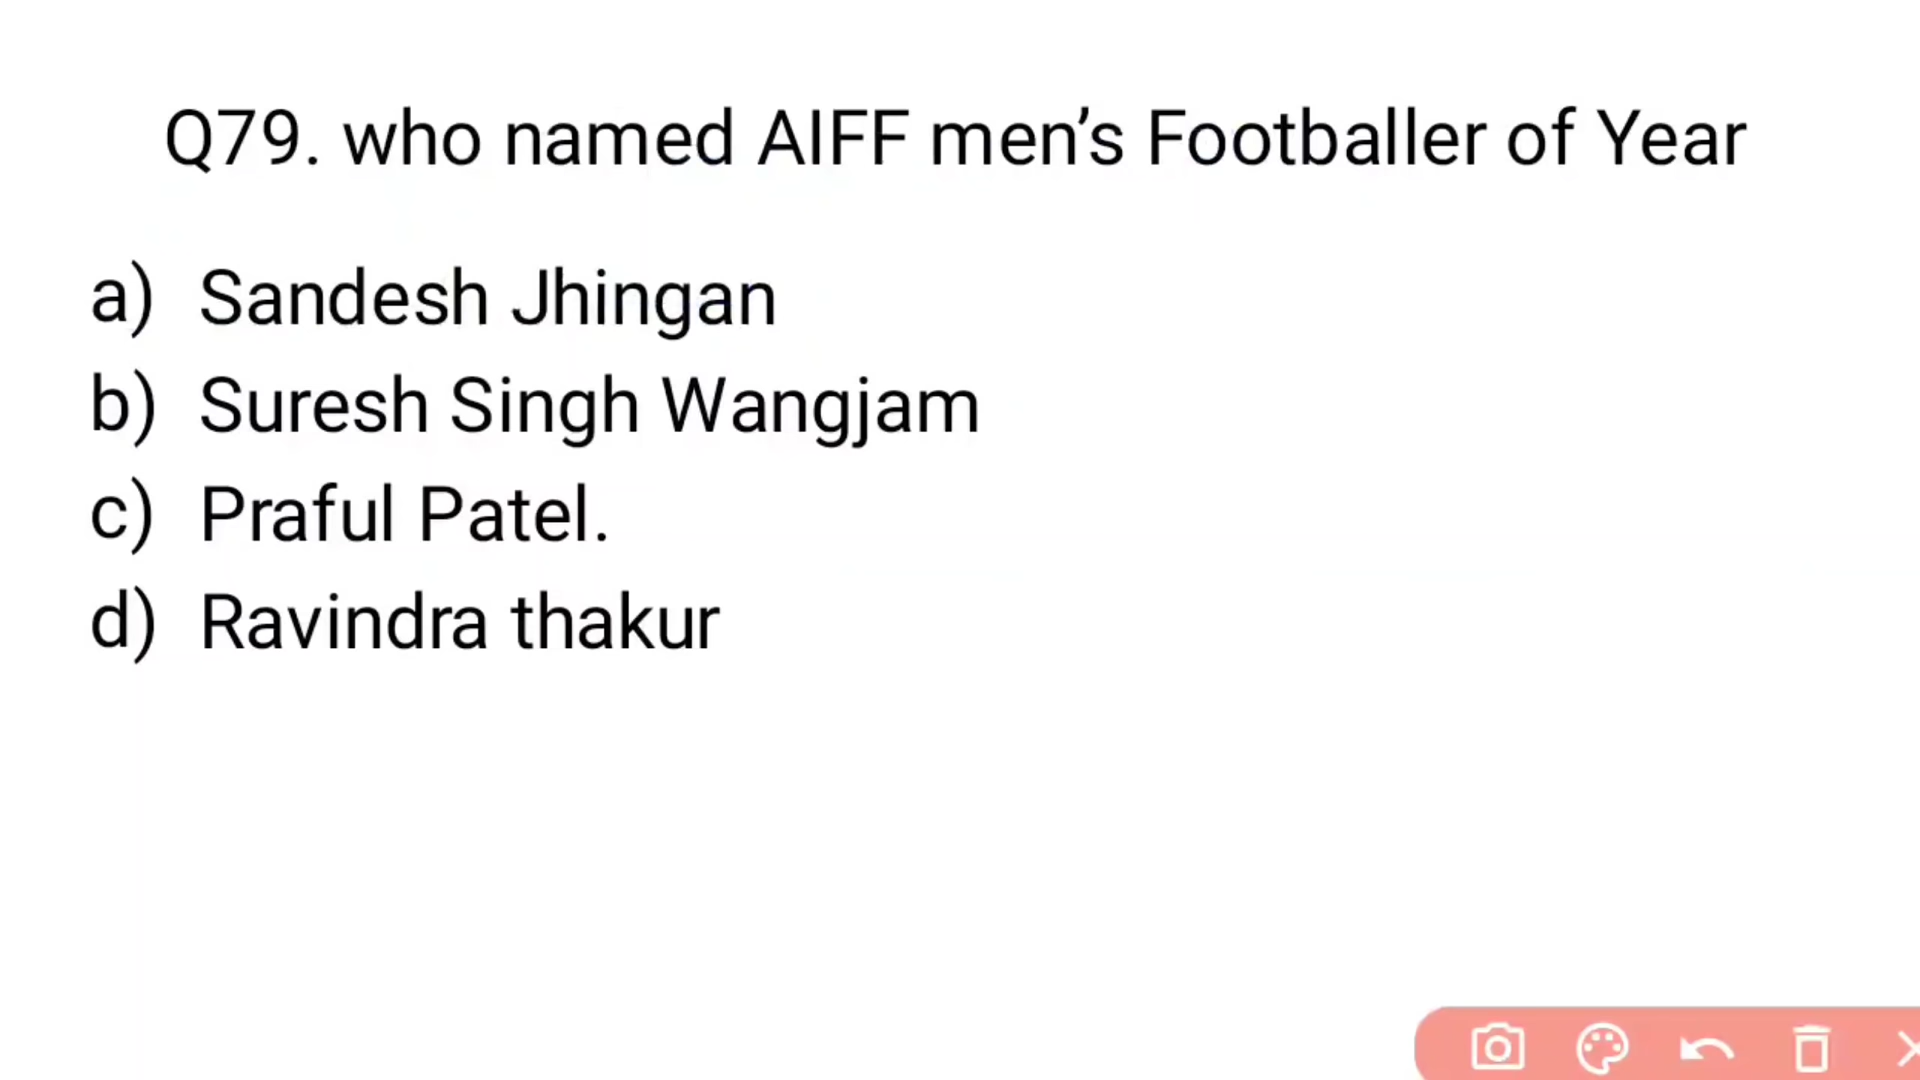 Q79. who named AIFF men’s Footballer of Year
a) Sandesh Jhingan
b) Suresh Singh Wangjam
c) Praful Patel.
d) Ravindra thakur